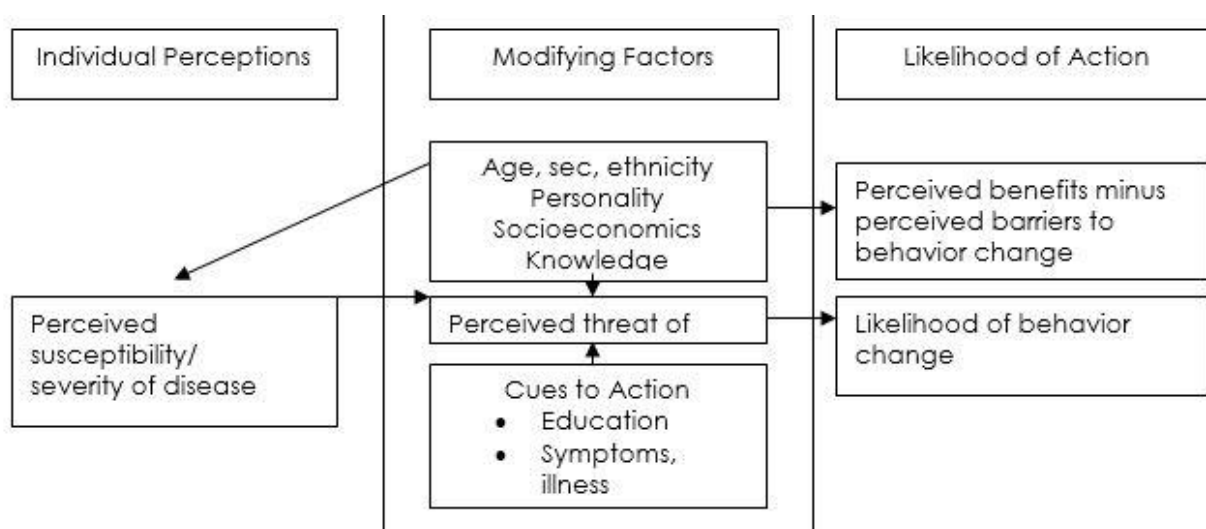 Individual Perceptions
Modifying Factors
Likelihood of Action
Age, sec, ethnicity
Personality
Socioeconomics
Knowledge
Perceived benefits minus
perceived barriers to
behavior change
Perceived
susceptibility/
severity of disease
Perceived threat of
Likelihood of behavior
change
Cues to Action
• Education
• Symptoms,
illness